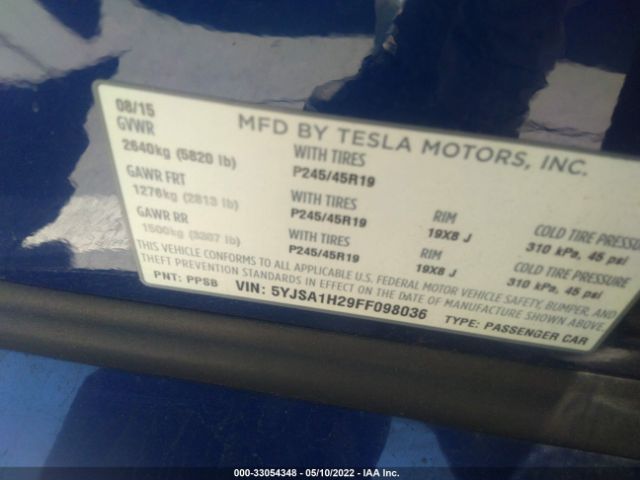 08/15
MFD BY TESLA MOTORS, INC.
GVWR
2640kg (5820 lb) WITH TIRES
GAWR FRT P245/45R19
1276kg (2813 lb) WITH TIRES RIM COLD TIRE PRESSURE
GAWR RR P245/45R19 19X8 J 310 kPa, 45 psi
1500kg (3307 lb) WITH TIRES RIM COLD TIRE PRESSURE
P245/45R19 19X8 J 310 kPa, 45 psi
THIS VEHICLE CONFORMS TO ALL APPLICABLE U.S. FEDERAL MOTOR VEHICLE SAFETY, BUMPER, AND
THEFT PREVENTION STANDARDS IN EFFECT ON THE DATE OF MANUFACTURE SHOWN ABOVE.
PNT: PPSB VIN: 5YJSA1H29FF098036 TYPE: PASSENGER CAR
000-33054348 — 05/10/2022 — IAA Inc.